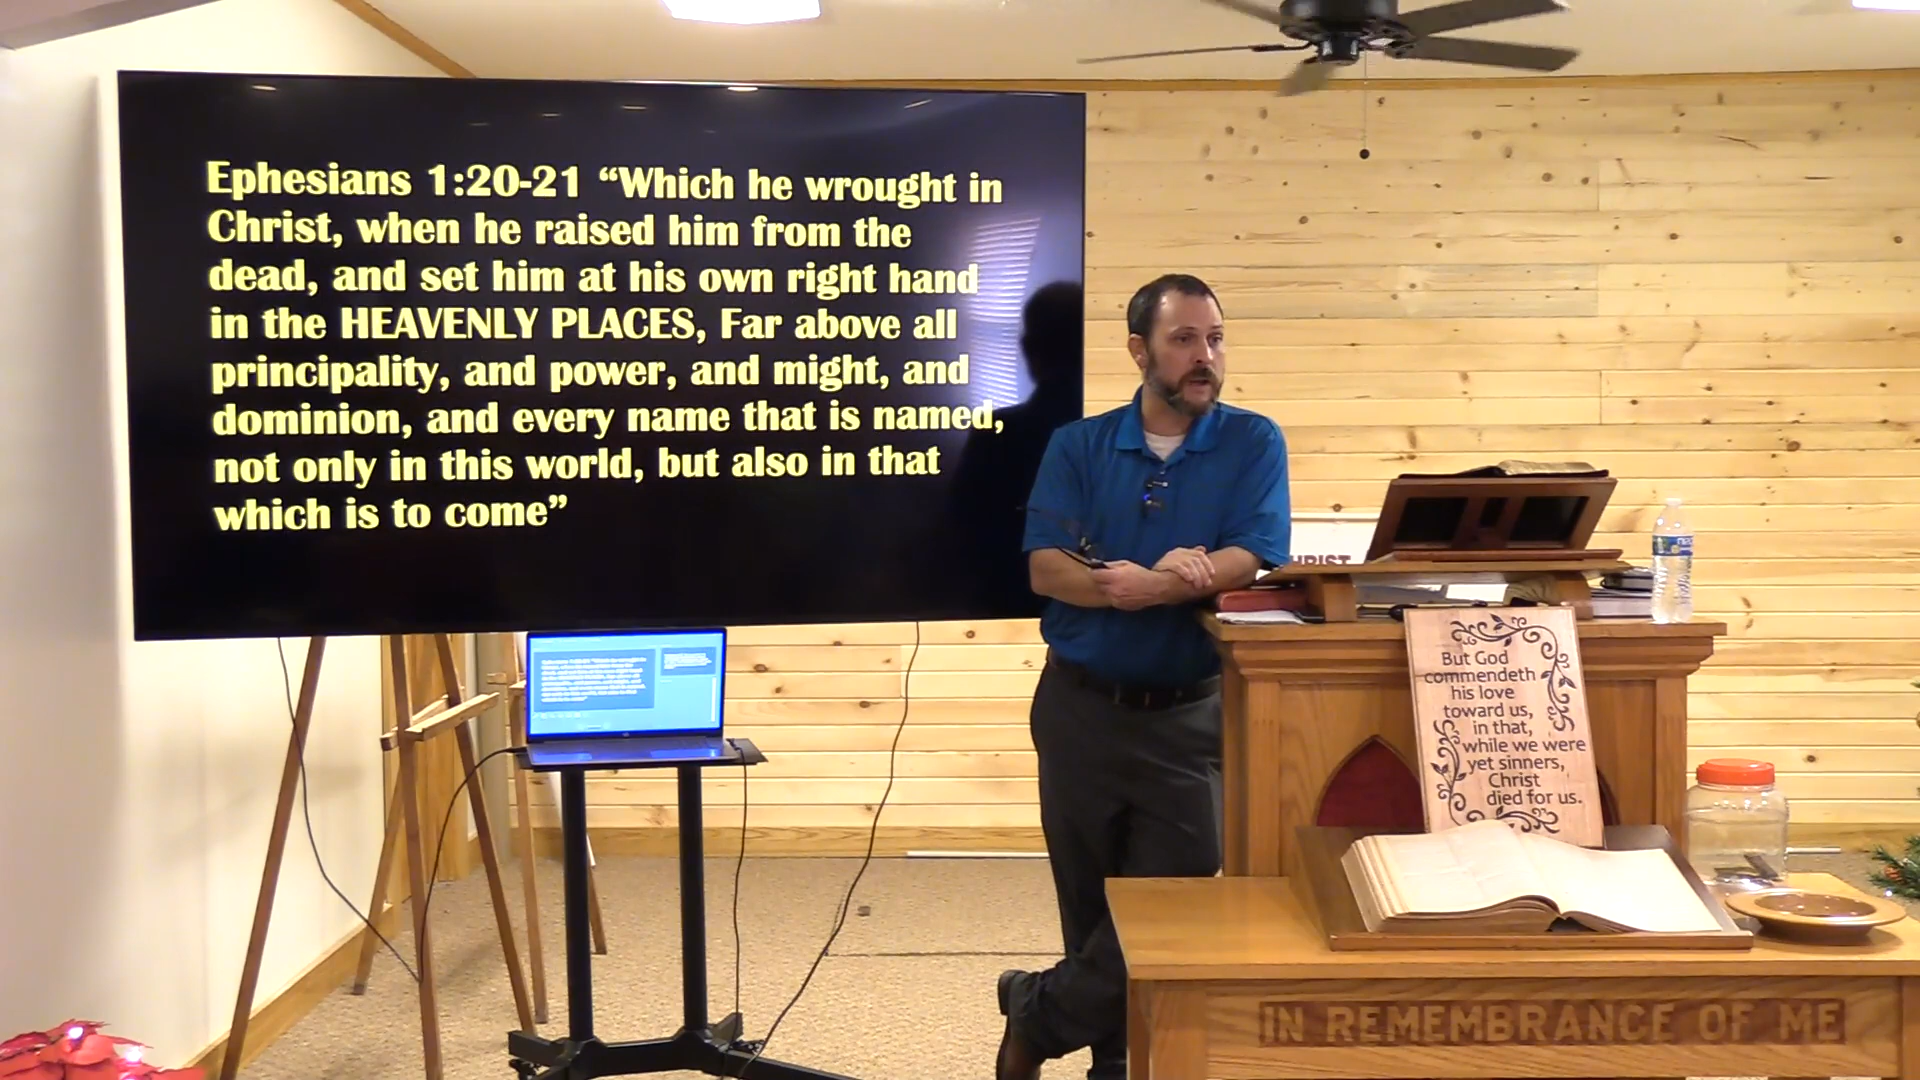 Ephesians 1:20-21 “Which he wrought in
Christ, when he raised him from the
dead, and set him at his own right hand
in the HEAVENLY PLACES, Far above all
principality, and power, and might, and
dominion, and every name that is named,
not only in this world, but also in that
which is to come”
But God
commendeth
his love
toward us,
in that,
while we were
yet sinners,
Christ
died for us.
IN REMEMBRANCE OF ME